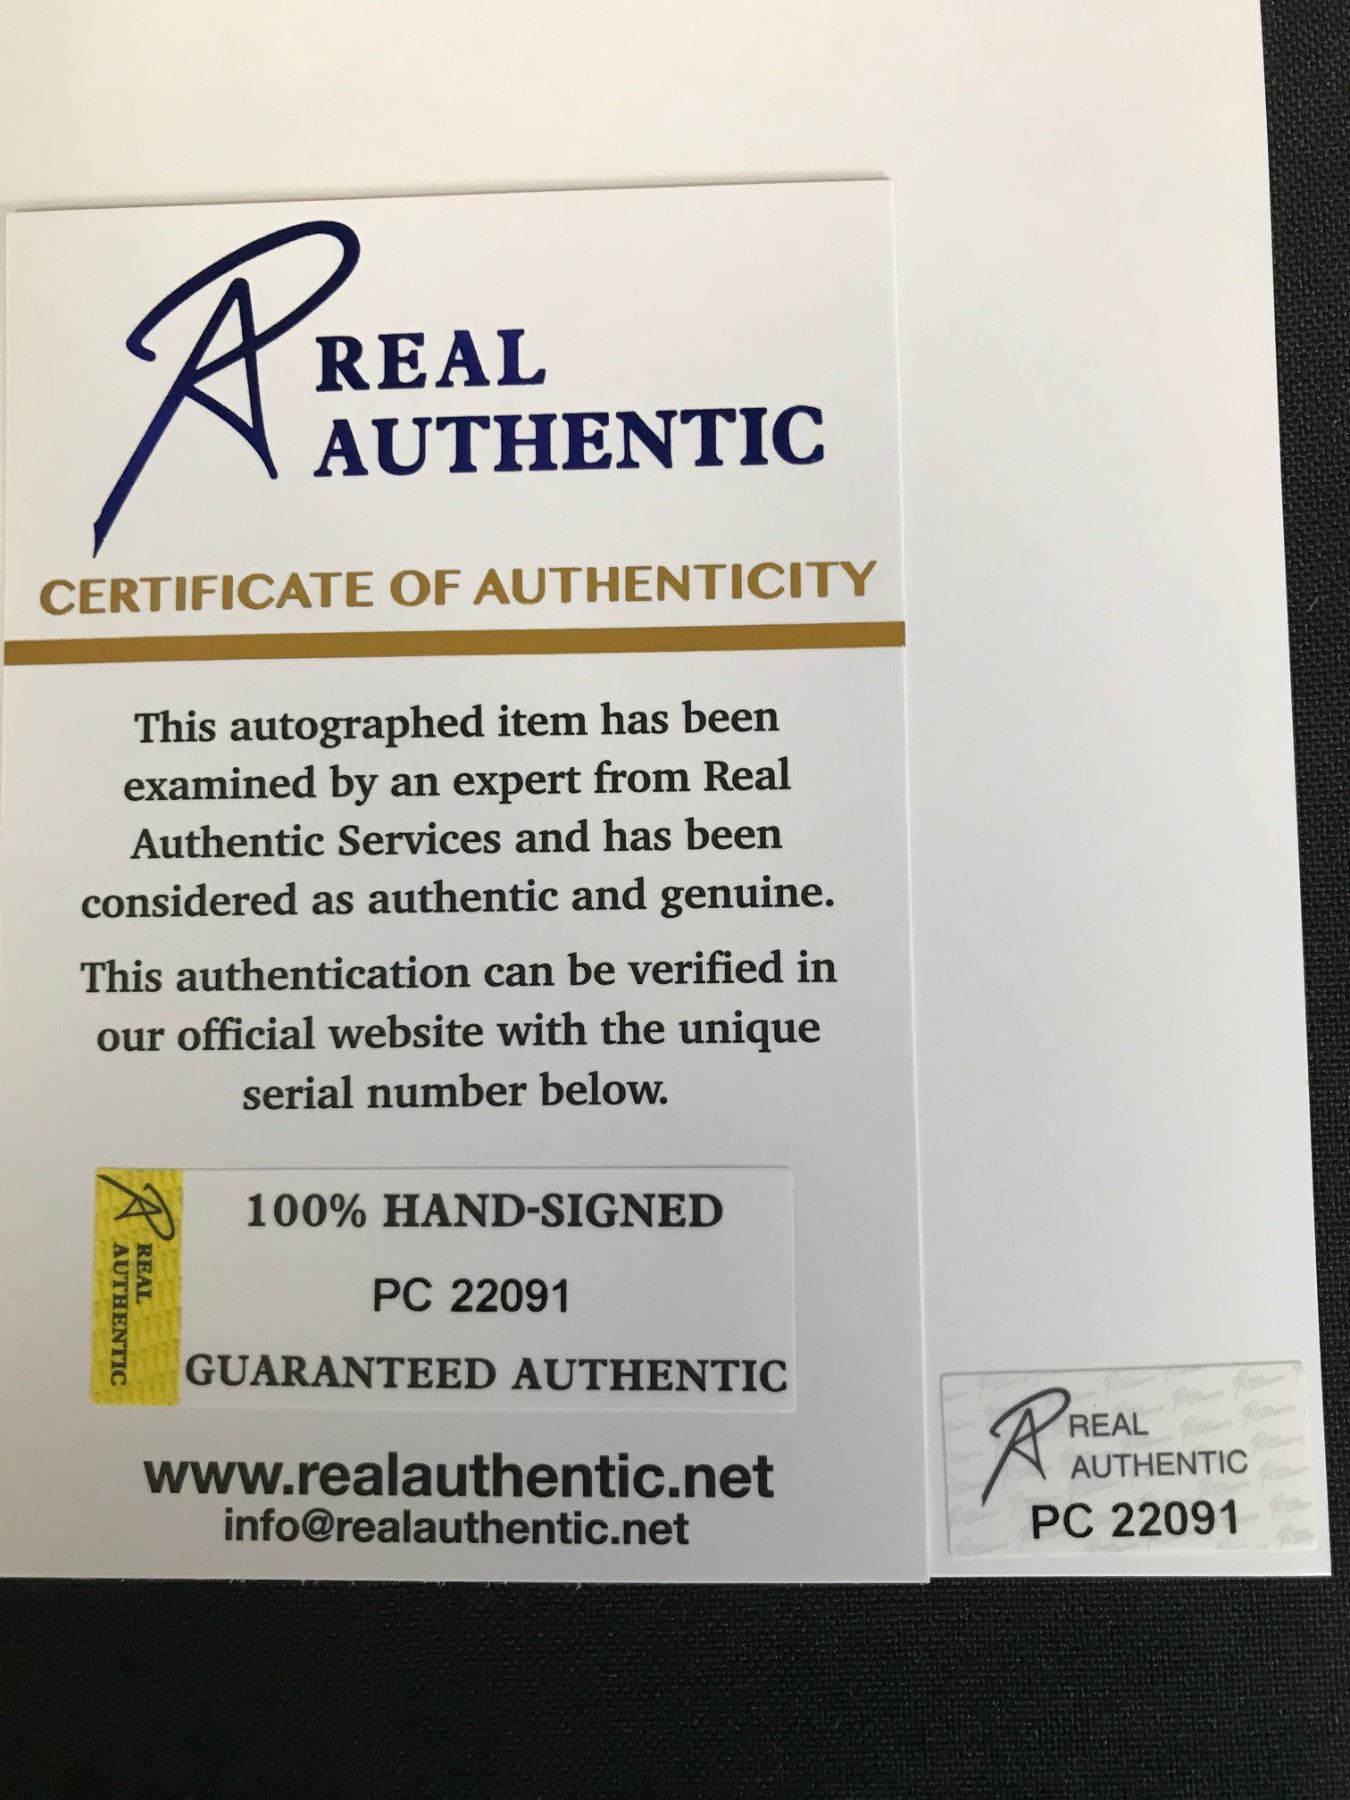 REAL
AUTHENTIC
CERTIFICATE OF AUTHENTICITY
This autographed item has been
examined by an expert from Real
Authentic Services and has been
considered as authentic and genuine.
This authentication can be verified in
our official website with the unique
serial number below.
REAL
AUTHENTIC
100% HAND-SIGNED
PC 22091
GUARANTEED AUTHENTIC
www.realauthentic.net
info@realauthentic.net
REAL
AUTHENTIC
PC 22091